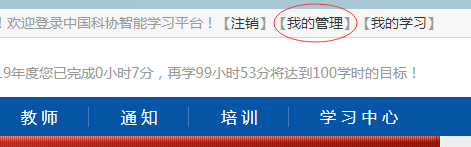 ！欢迎登录中国科协智能学习平台！【注销】【我的管理】【我的学习】
19年度您已完成0小时7分，再学99小时53分将达到100学时的目标！
教师 通知 培训 学习中心